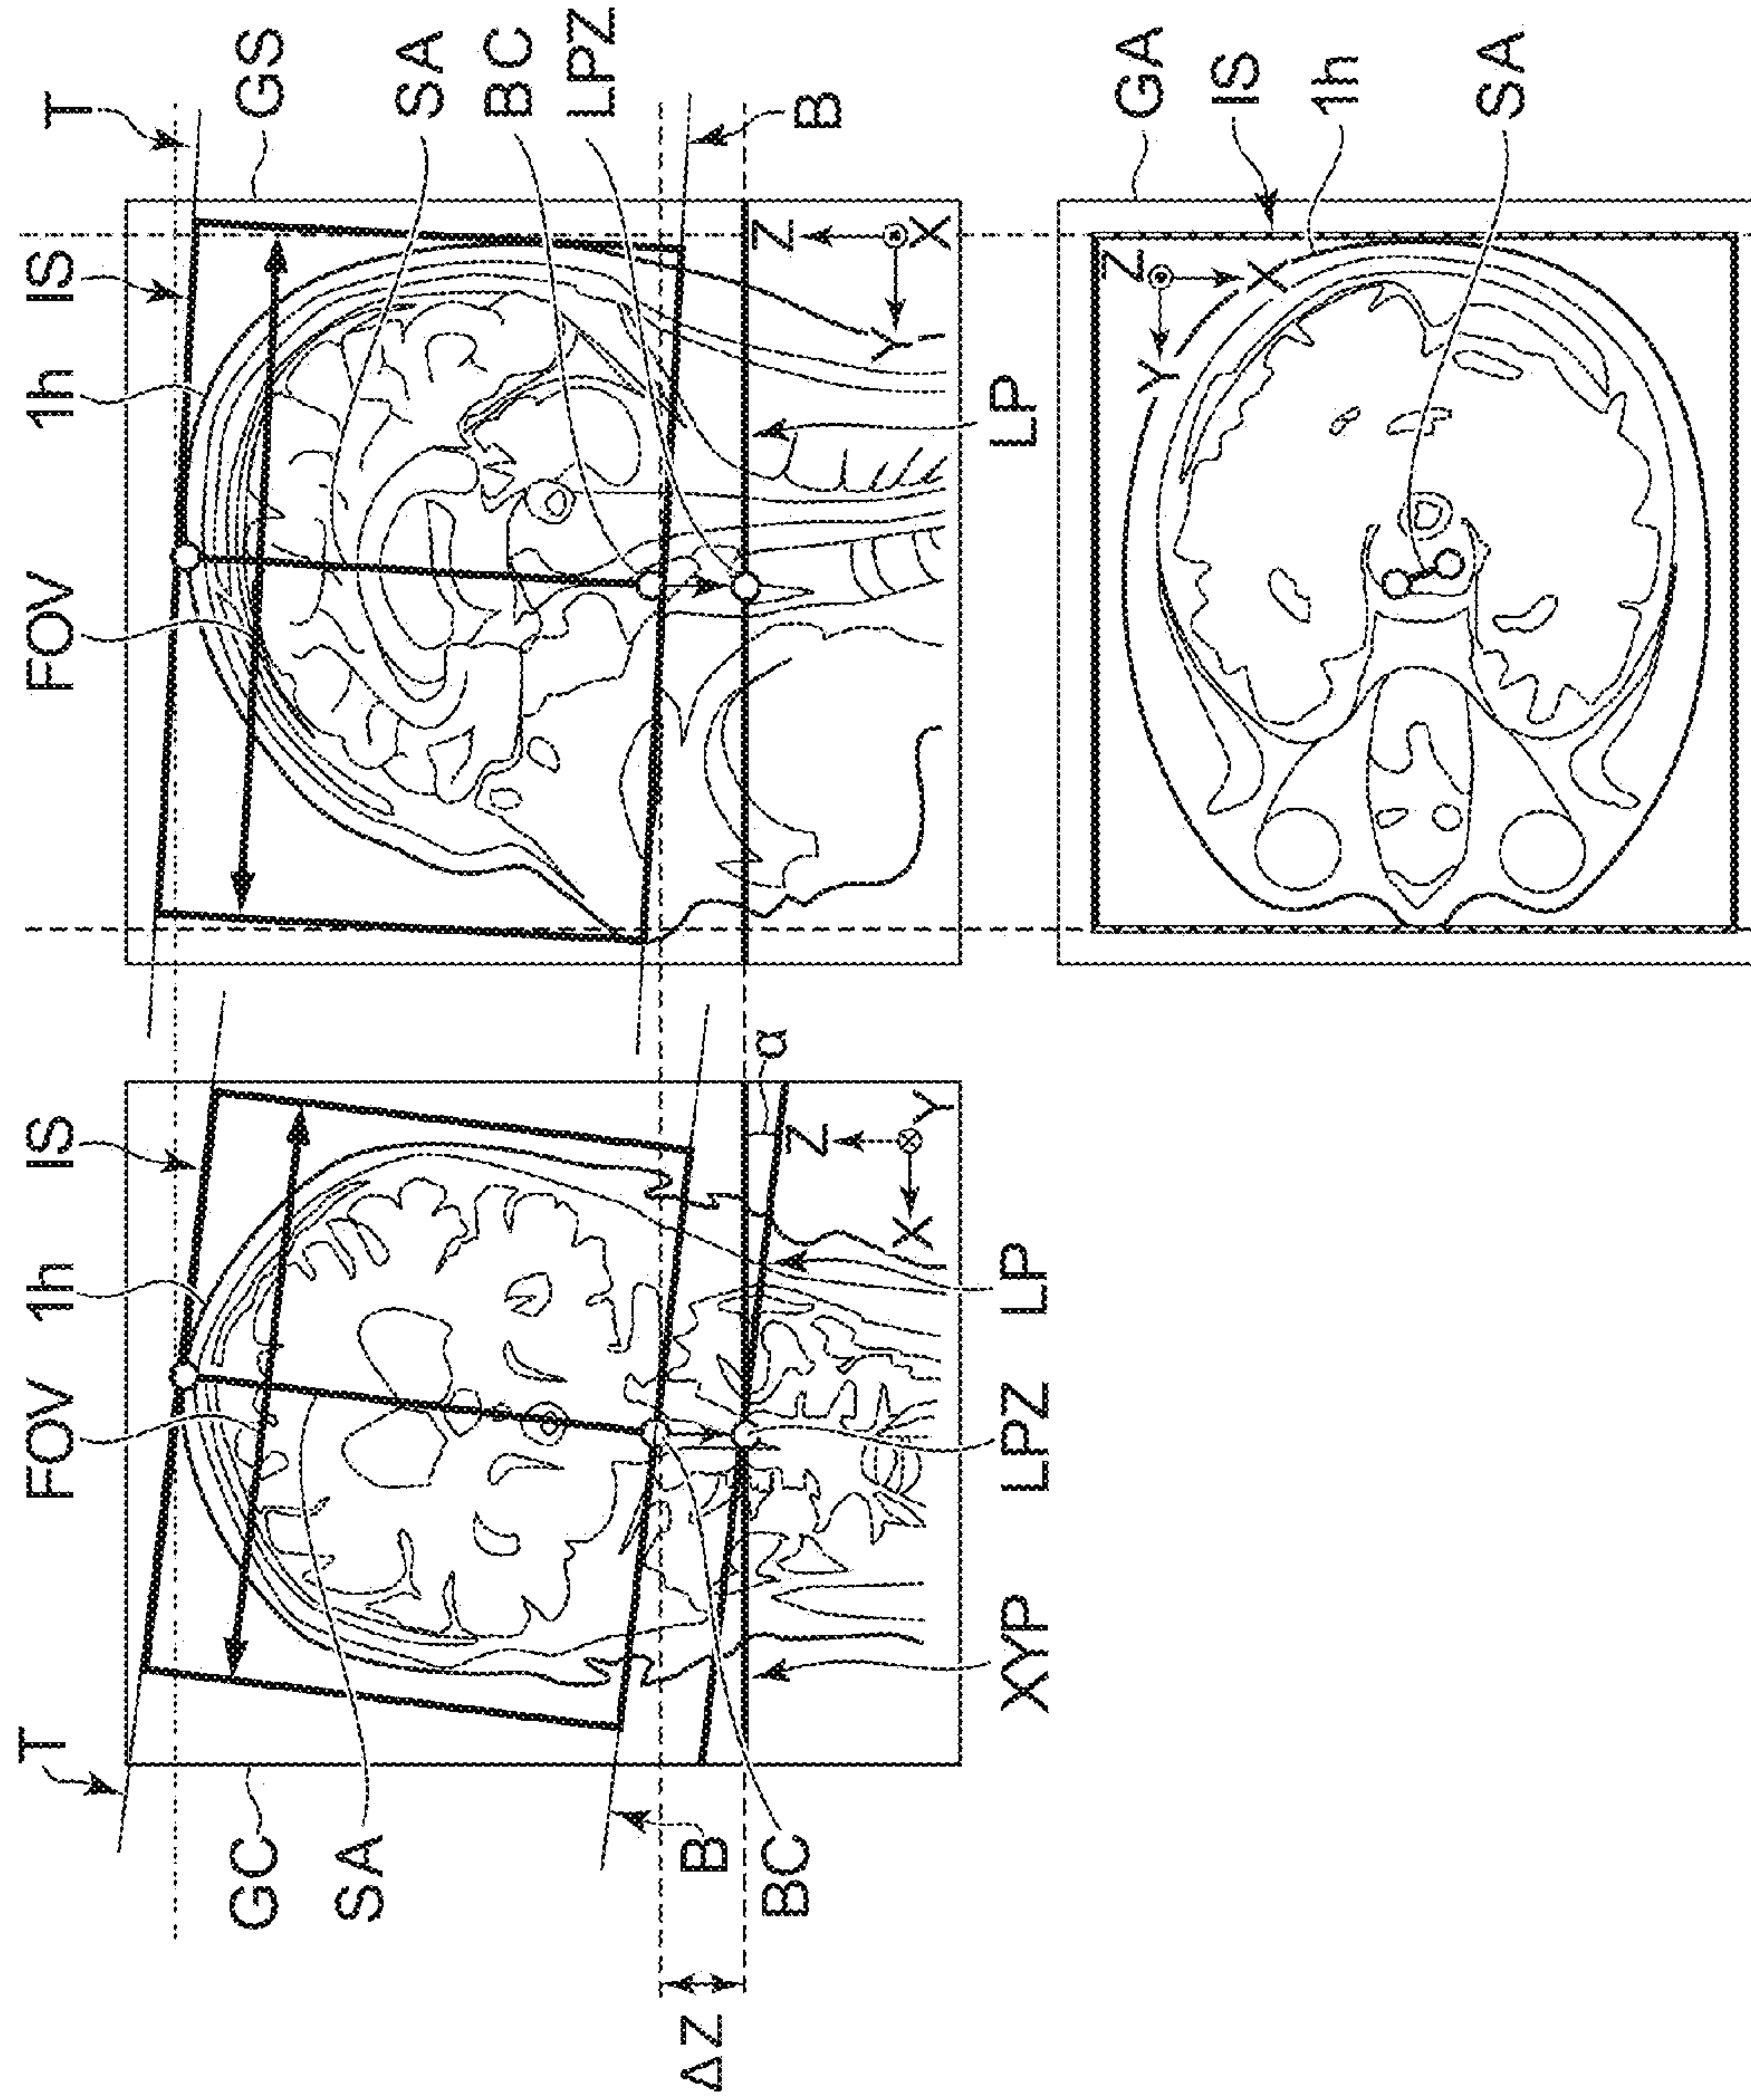 T
GS
SA
BC
LPZ
B
IS
1h
FOV
Z
Y
X
LP
GA
IS
1h
SA
Z
X
Y
T
IS
1h
FOV
GC
SA
B
BC
ΔZ
α
Z
Y
X
LP
LPZ
XYP